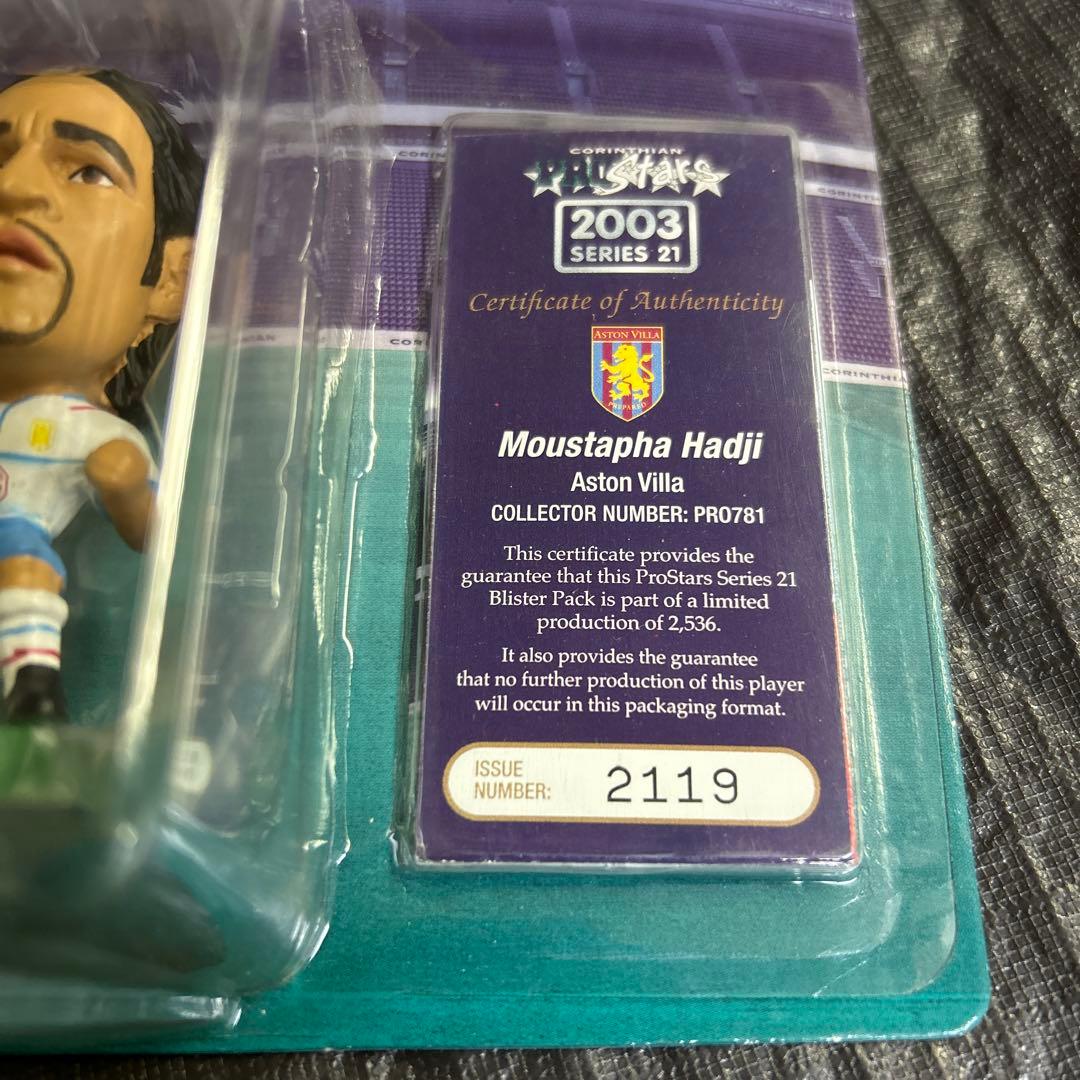 CORINTHIAN
PROStars
2003
SERIES 21
Certificate of Authenticity
ASTON VILLA
PREPARED
Moustapha Hadji
Aston Villa
COLLECTOR NUMBER: PRO781
This certificate provides the
guarantee that this ProStars Series 21
Blister Pack is part of a limited
production of 2,536.
It also provides the guarantee
that no further production of this player
will occur in this packaging format.
ISSUE
NUMBER:
2119
CORINTHIA